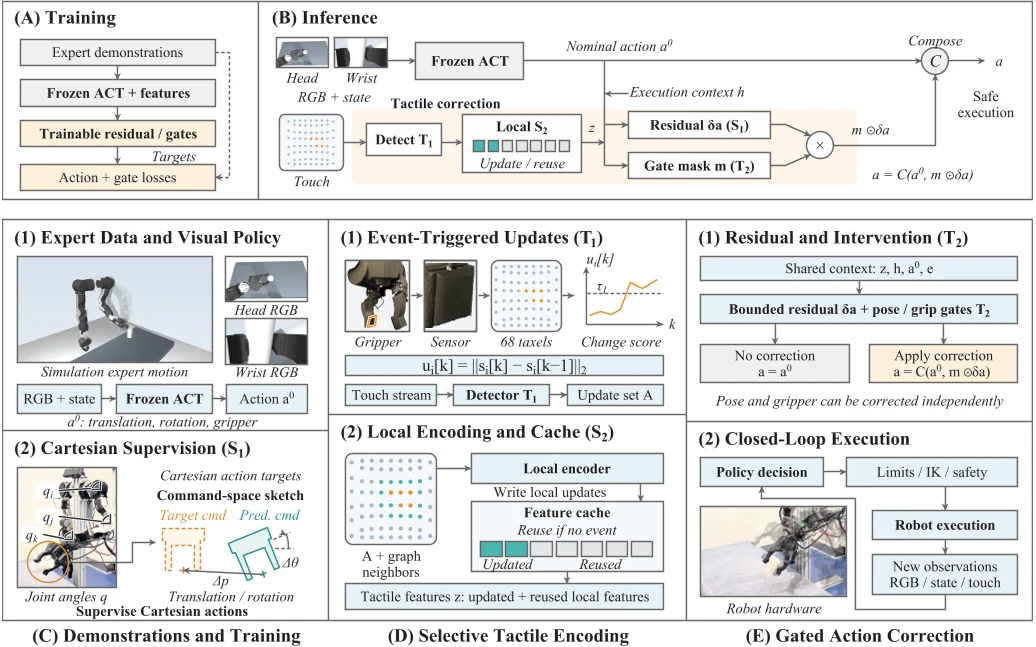 (A) Training
Expert demonstrations
Frozen ACT + features
Trainable residual / gates
Targets
Action + gate losses
(B) Inference
Head
Wrist
RGB + state
Frozen ACT
Nominal action a⁰
Execution context h
Compose
C
a
Safe
execution
Tactile correction
Touch
Detect T₁
Local S₂
Update / reuse
z
Residual δa (S₁)
Gate mask m (T₂)
×
m ⊙δa
a = C(a⁰, m ⊙δa)
(1) Expert Data and Visual Policy
Simulation expert motion
Head RGB
Wrist RGB
RGB + state
Frozen ACT
Action a⁰
a⁰: translation, rotation, gripper
(2) Cartesian Supervision (S₁)
qᵢ
qⱼ
qₖ
Joint angles q
Cartesian action targets
Command-space sketch
Target cmd
Pred. cmd
Δp
Δθ
Translation / rotation
Supervise Cartesian actions
(C) Demonstrations and Training
(1) Event-Triggered Updates (T₁)
Gripper
Sensor
68 taxels
uᵢ[k]
τ₁
k
Change score
uᵢ[k] = ||sᵢ[k] − sᵢ[k−1]||₂
Touch stream
Detector T₁
Update set A
(2) Local Encoding and Cache (S₂)
A + graph
neighbors
Local encoder
Write local updates
Feature cache
Reuse if no event
Updated
Reused
Tactile features z: updated + reused local features
(D) Selective Tactile Encoding
(1) Residual and Intervention (T₂)
Shared context: z, h, a⁰, e
Bounded residual δa + pose / grip gates T₂
No correction
a = a⁰
Apply correction
a = C(a⁰, m ⊙δa)
Pose and gripper can be corrected independently
(2) Closed-Loop Execution
Policy decision
Limits / IK / safety
Robot execution
New observations
RGB / state / touch
Robot hardware
(E) Gated Action Correction